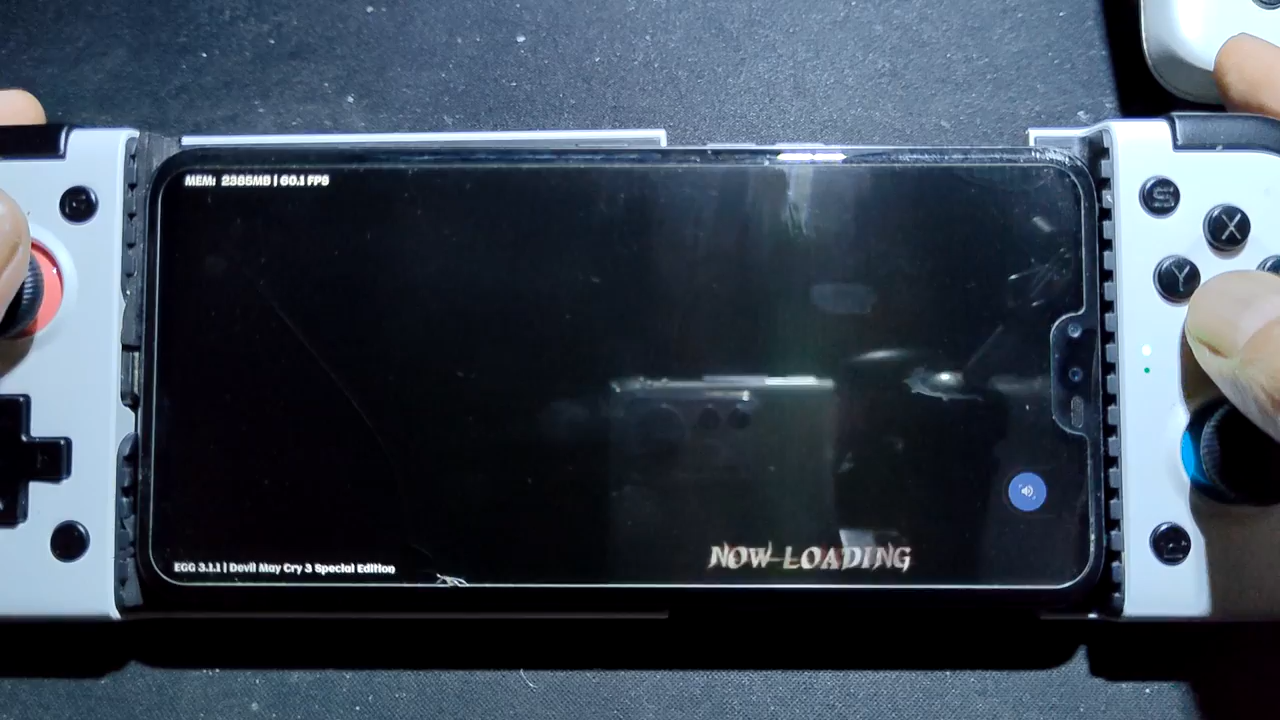 MEM: 2385MB | 60.1 FPS
S
X
Y
NOW LOADING
EGG 3.1.1 | Devil May Cry 3 Special Edition